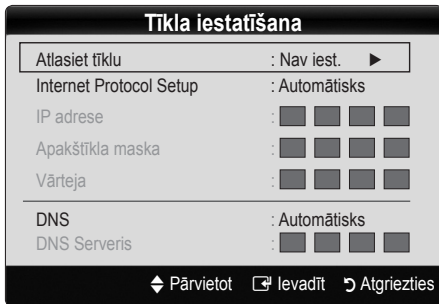 Tīkla iestatīšana
Atlasiet tīklu : Nav iest. ►
Internet Protocol Setup : Automātisks
IP adrese :
Apakštīkla maska :
Vārteja :
DNS : Automātisks
DNS Serveris :
Pārvietot Ievadīt Atgriezties